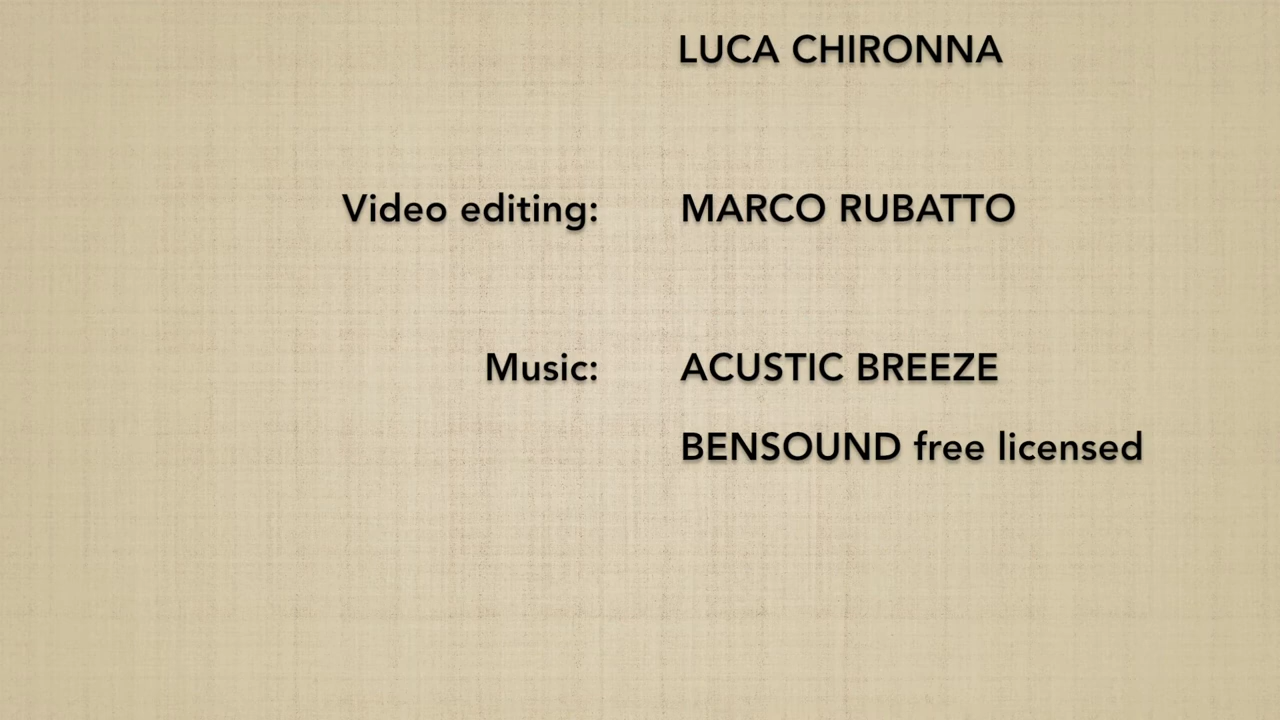 LUCA CHIRONNA
Video editing: MARCO RUBATTO
Music: ACUSTIC BREEZE
BENSOUND free licensed